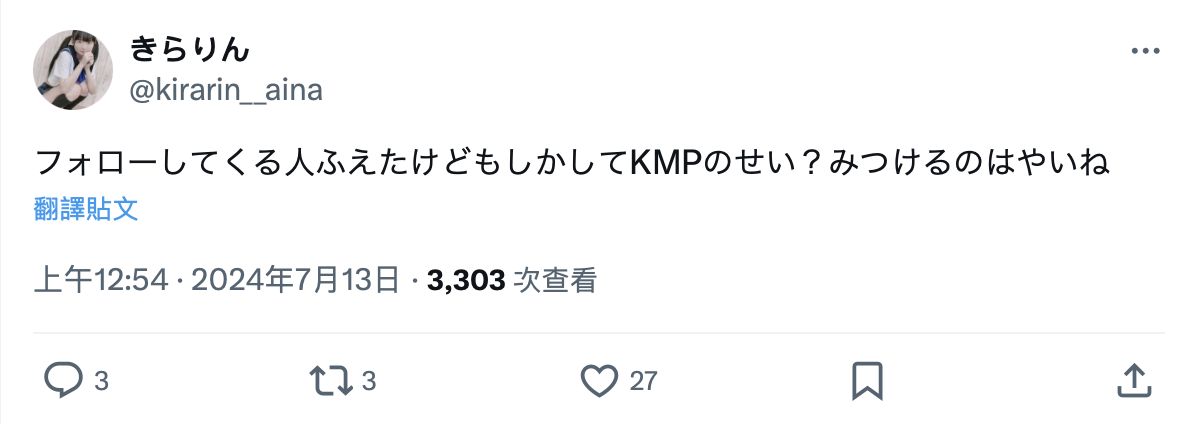 きらりん
@kirarin__aina
フォローしてくる人ふえたけどもしかしてKMPのせい？みつけるのはやいね
翻譯貼文
上午12:54 · 2024年7月13日 · 3,303 次查看
3 3 27